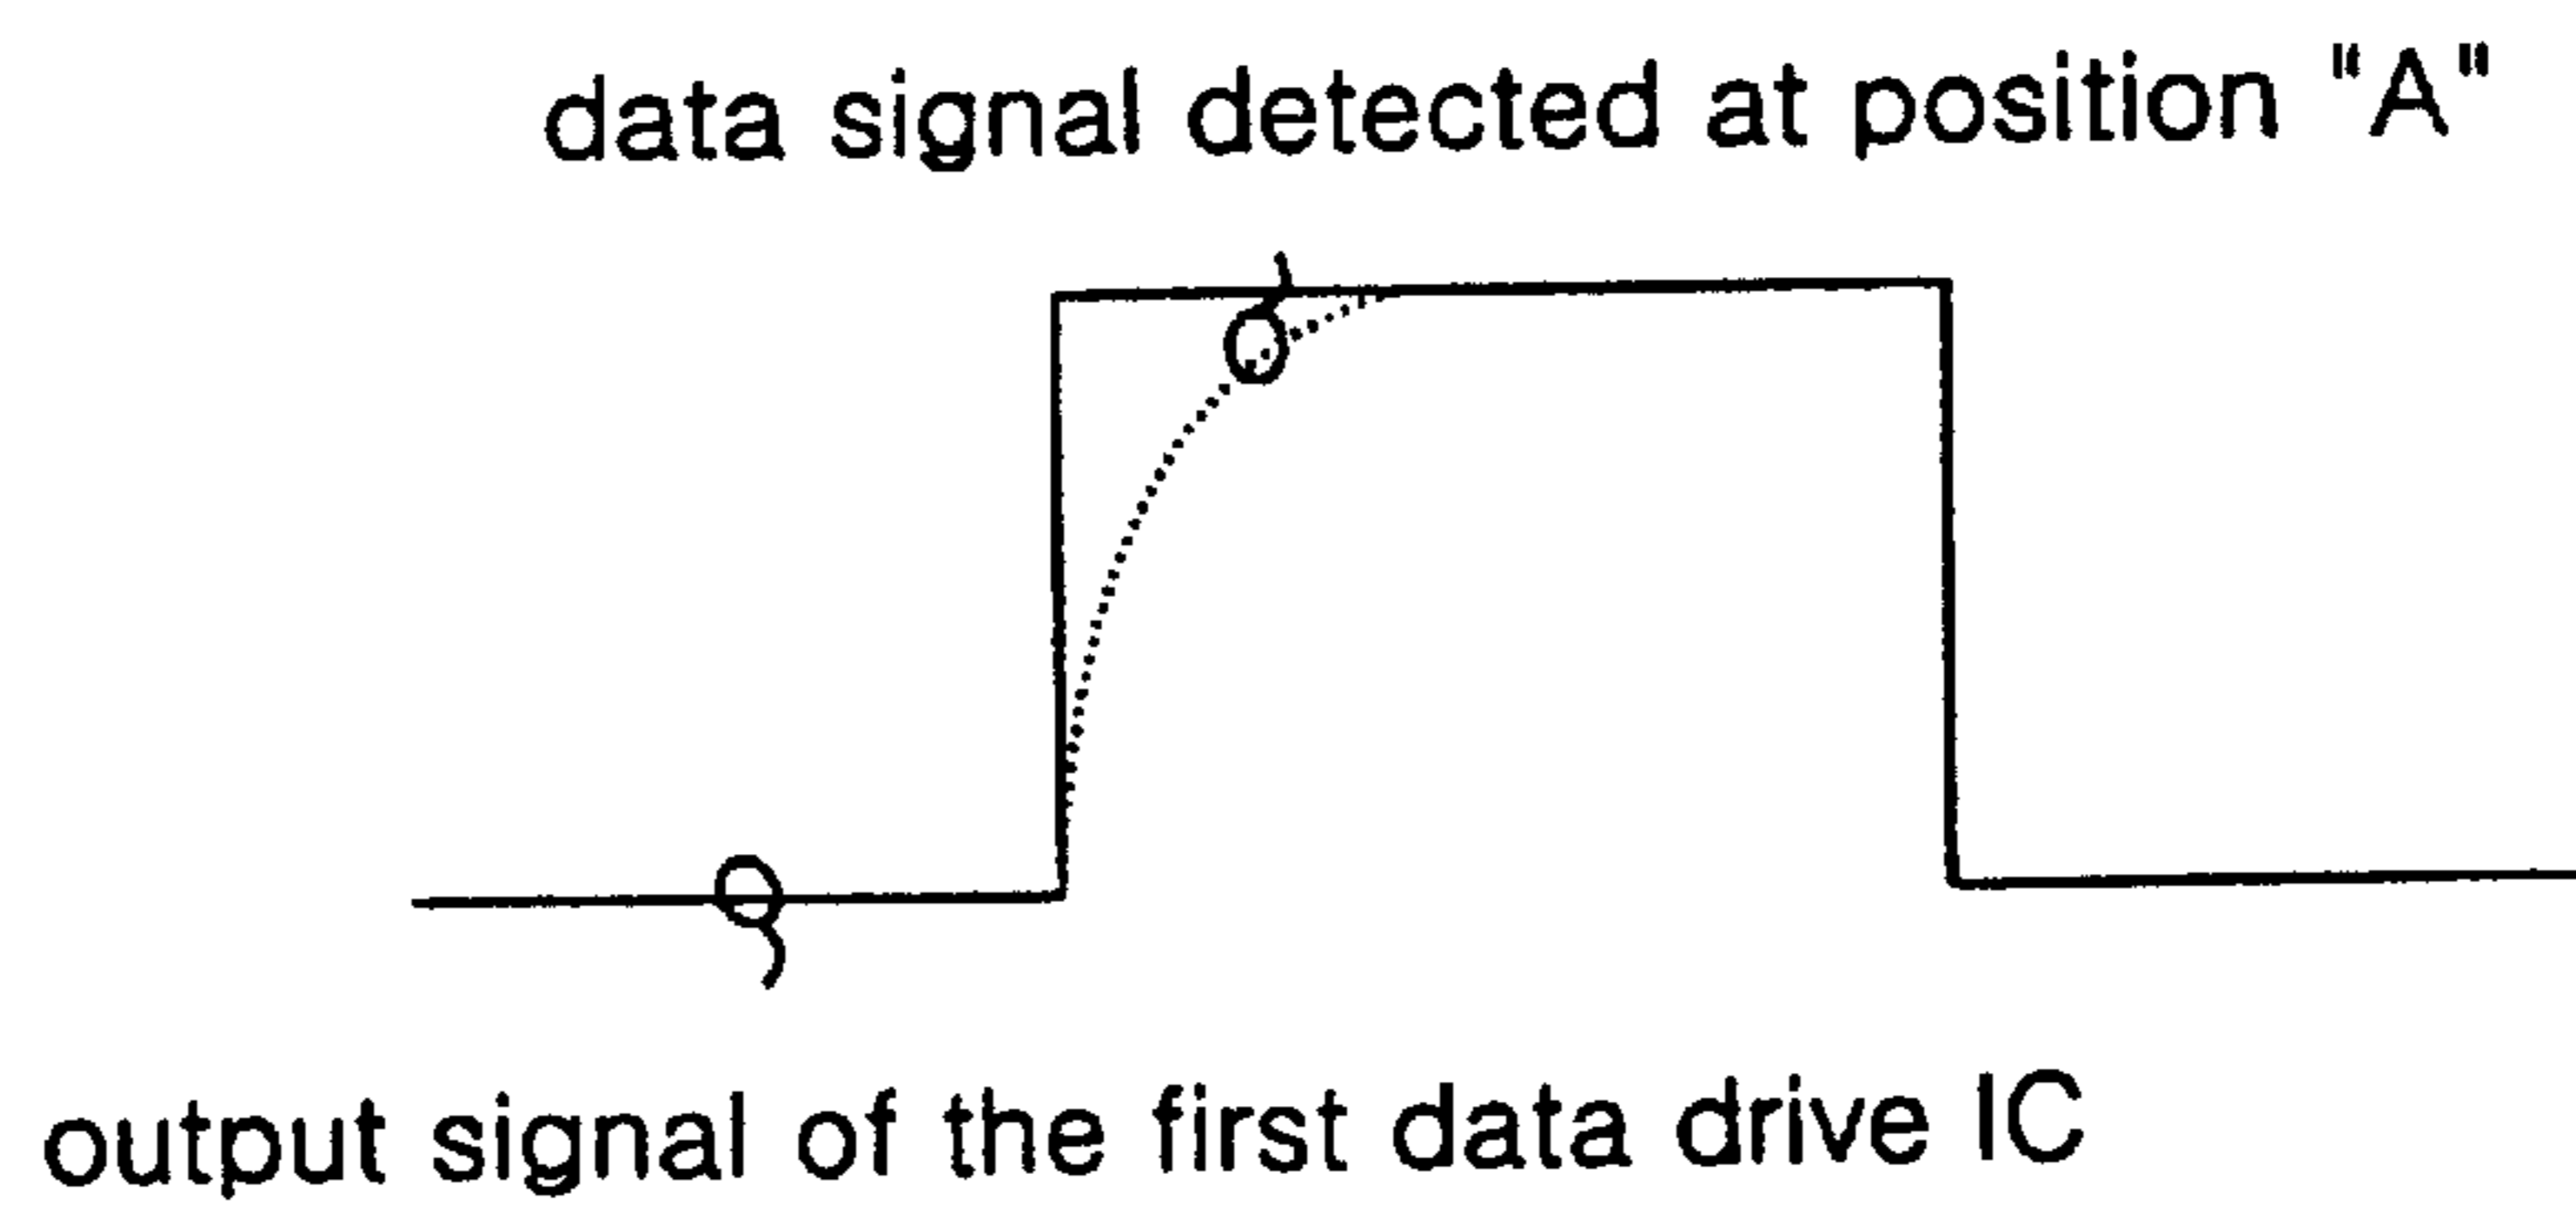 data signal detected at position "A"
output signal of the first data drive IC